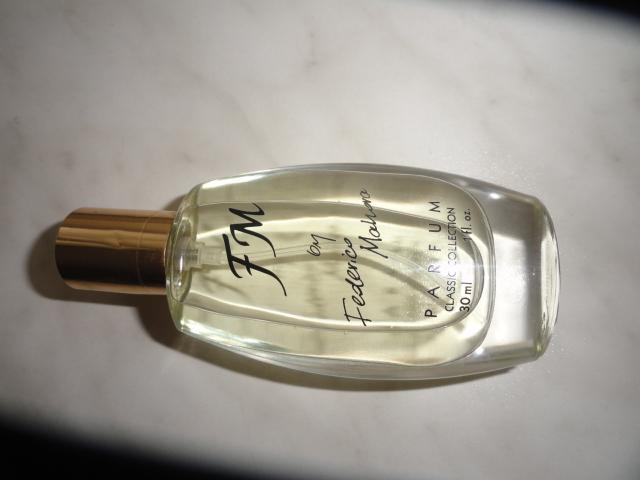 FM
by
Federico
Mahora
PARFUM
CLASSIC COLLECTION
30 ml 1 fl. oz.